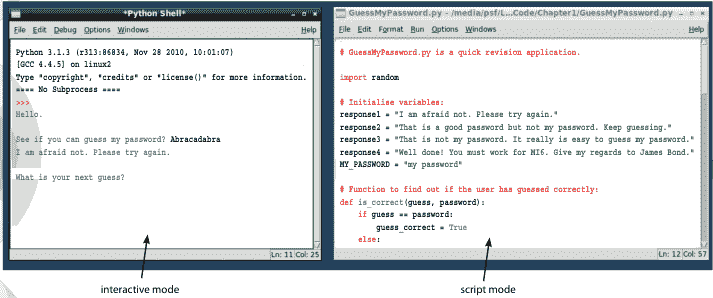 *Python Shell*
File Edit Debug Options Windows Help
Python 3.1.3 (r313:86834, Nov 28 2010, 10:01:07)
[GCC 4.4.5] on linux2
Type "copyright", "credits" or "license()" for more information.
==== No Subprocess ====
>>>
Hello.
See if you can guess my password? Abracadabra
I am afraid not. Please try again.
What is your next guess?
Ln: 11 Col: 25
GuessMyPassword.py - /media/psf/L...Code/Chapter1/GuessMyPassword.py
File Edit Format Run Options Windows Help
# GuessMyPassword.py is a quick revision application.
import random
# Initialise variables:
response1 = "I am afraid not. Please try again."
response2 = "That is a good password but not my password. Keep guessing."
response3 = "That is not my password. It really is easy to guess my password."
response4 = "Well done! You must work for MI6. Give my regards to James Bond."
MY_PASSWORD = "my password"
# Function to find out if the user has guessed correctly:
def is_correct(guess, password):
if guess == password:
guess_correct = True
else:
Ln: 12 Col: 57
interactive mode
script mode